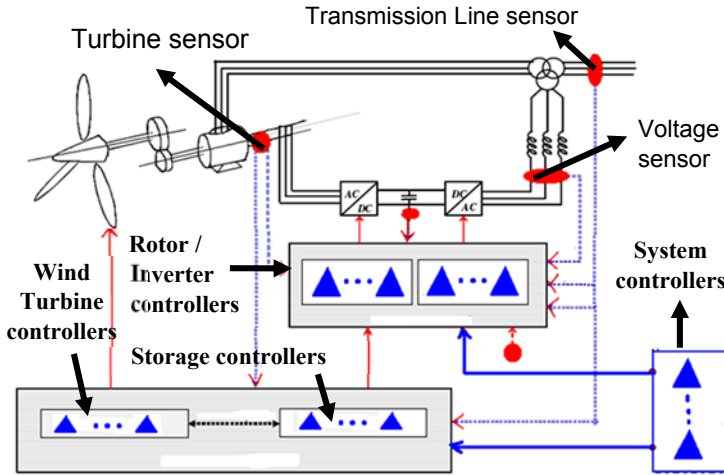 Transmission Line sensor
Turbine sensor
Voltage
sensor
AC
DC
DC
AC
Rotor /
Inverter
controllers
System
controllers
Wind
Turbine
controllers
Storage controllers